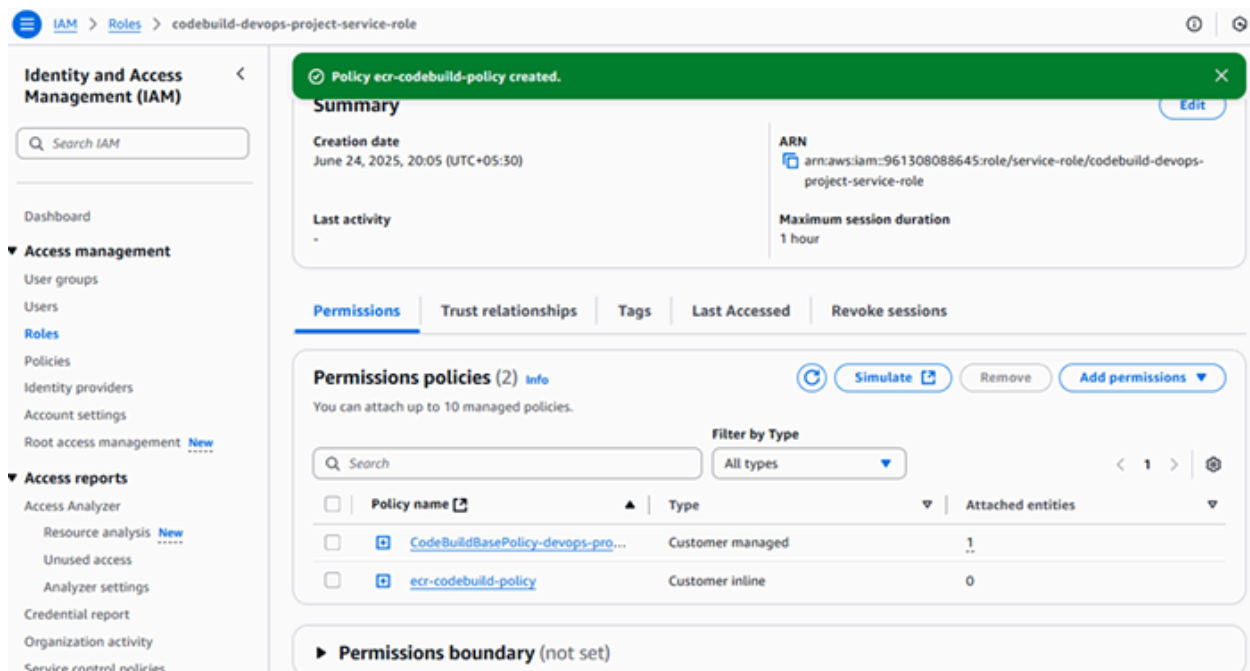 IAM > Roles > codebuild-devops-project-service-role
Identity and Access
Management (IAM)
Search IAM
Dashboard
Access management
User groups
Users
Roles
Policies
Identity providers
Account settings
Root access management New
Access reports
Access Analyzer
Resource analysis New
Unused access
Analyzer settings
Credential report
Organization activity
Service control policies
Policy ecr-codebuild-policy created.
Summary
Edit
Creation date
June 24, 2025, 20:05 (UTC+05:30)
ARN
arn:aws:iam::961308088645:role/service-role/codebuild-devops-
project-service-role
Last activity
-
Maximum session duration
1 hour
Permissions
Trust relationships
Tags
Last Accessed
Revoke sessions
Permissions policies (2) Info
Simulate
Remove
Add permissions
You can attach up to 10 managed policies.
Filter by Type
Search
All types
1
Policy name
Type
Attached entities
CodeBuildBasePolicy-devops-pro... Customer managed 1
ecr-codebuild-policy Customer inline 0
Permissions boundary (not set)